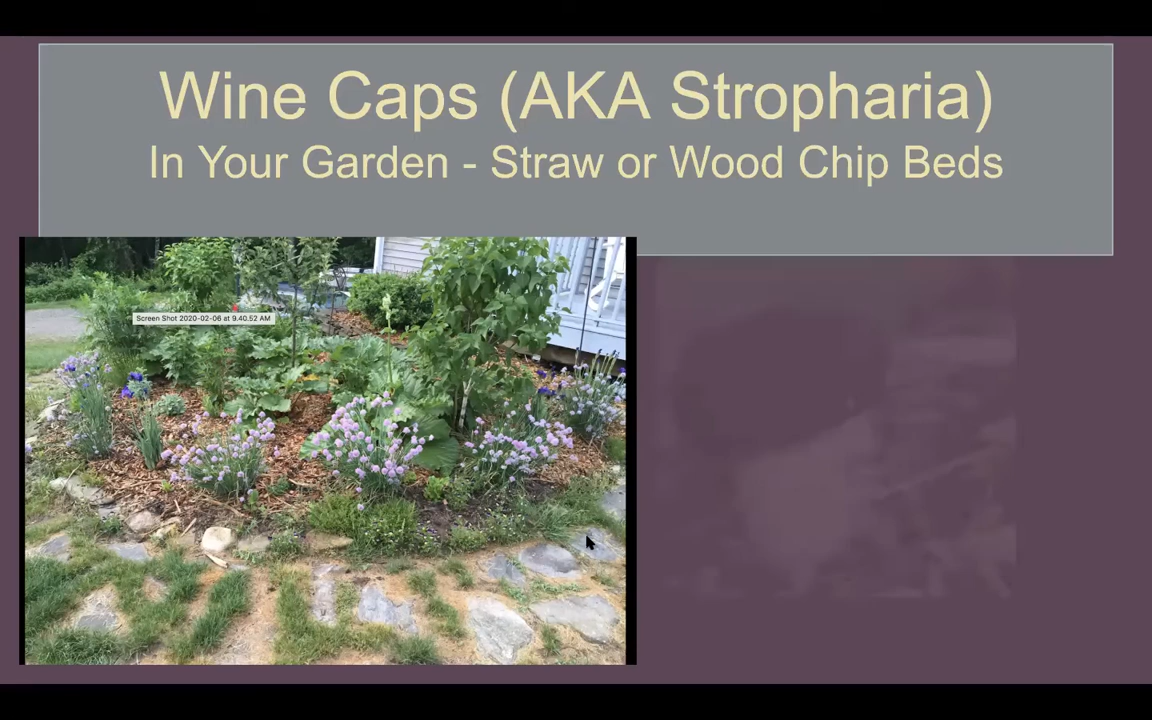 Wine Caps (AKA Stropharia)
In Your Garden - Straw or Wood Chip Beds
Screen Shot 2020-02-06 at 9.40.52 AM